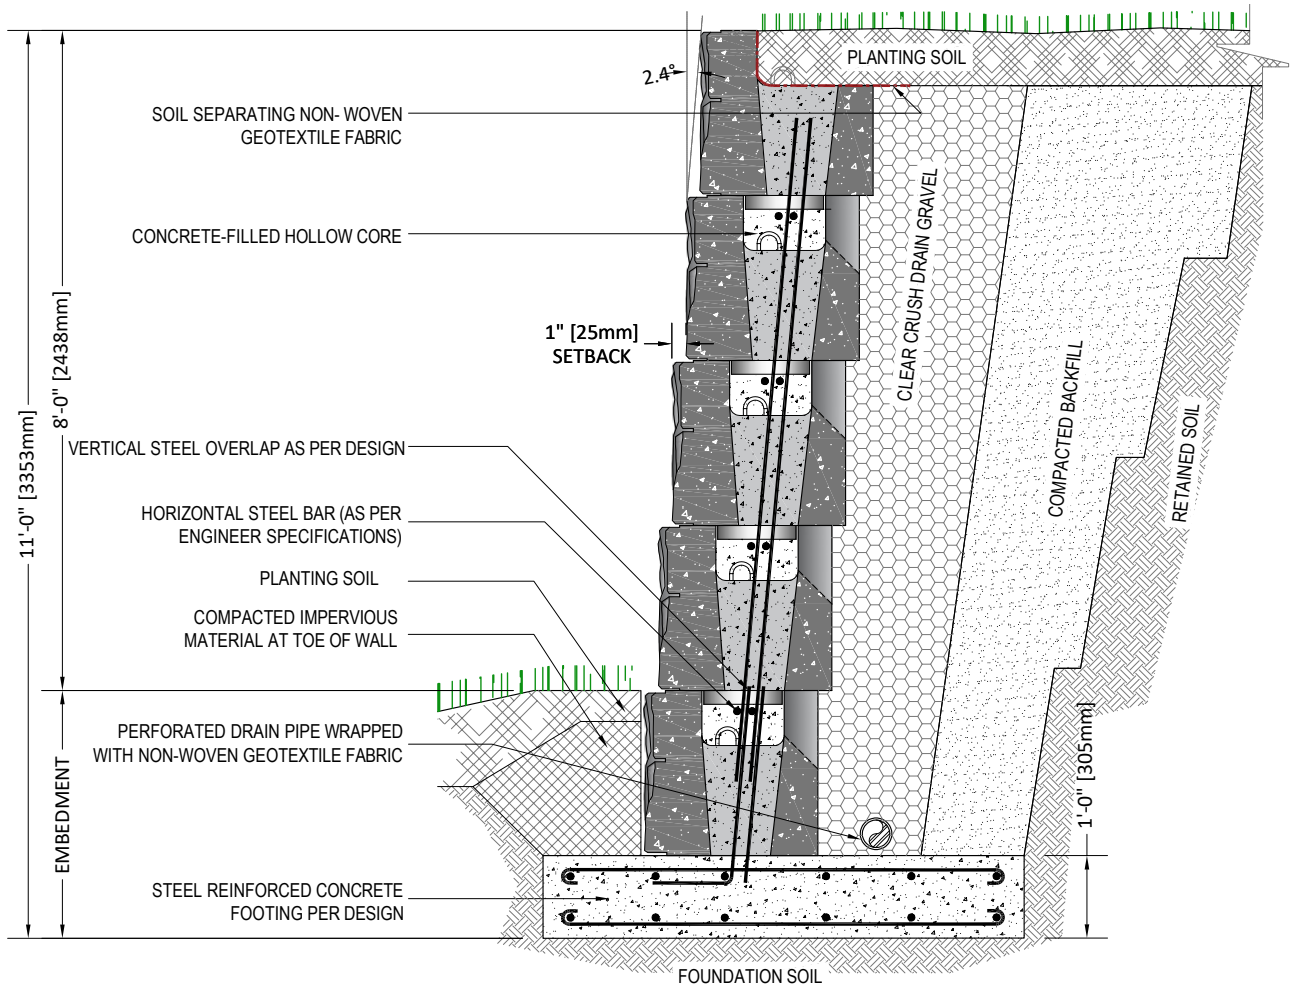 PLANTING SOIL
2.4°
SOIL SEPARATING NON- WOVEN
GEOTEXTILE FABRIC
CONCRETE-FILLED HOLLOW CORE
CLEAR CRUSH DRAIN GRAVEL
1" [25mm]
SETBACK
8'-0" [2438mm]
11'-0" [3353mm]
COMPACTED BACKFILL
RETAINED SOIL
VERTICAL STEEL OVERLAP AS PER DESIGN
HORIZONTAL STEEL BAR (AS PER
ENGINEER SPECIFICATIONS)
PLANTING SOIL
COMPACTED IMPERVIOUS
MATERIAL AT TOE OF WALL
PERFORATED DRAIN PIPE WRAPPED
WITH NON-WOVEN GEOTEXTILE FABRIC
1'-0" [305mm]
EMBEDMENT
STEEL REINFORCED CONCRETE
FOOTING PER DESIGN
FOUNDATION SOIL